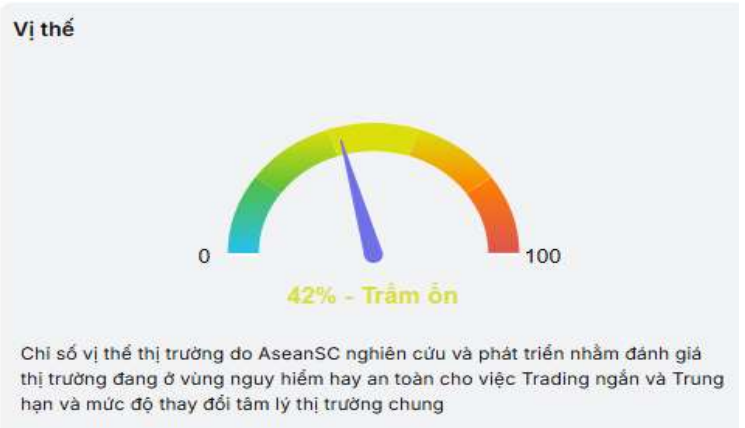 Vị thế
0
100
42% - Trầm ổn
Chỉ số vị thế thị trường do AseanSC nghiên cứu và phát triển nhằm đánh giá
thị trường đang ở vùng nguy hiểm hay an toàn cho việc Trading ngắn và Trung
hạn và mức độ thay đổi tâm lý thị trường chung